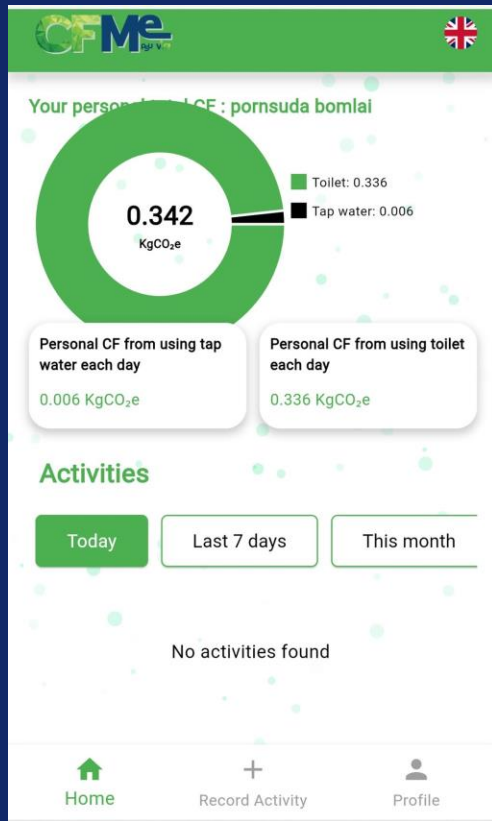 CFMe
Your personal total CF : pornsuda bomlai
0.342
KgCO₂e
Toilet: 0.336
Tap water: 0.006
Personal CF from using tap
water each day
0.006 KgCO₂e
Personal CF from using toilet
each day
0.336 KgCO₂e
Activities
Today
Last 7 days
This month
No activities found
Home
Record Activity
Profile